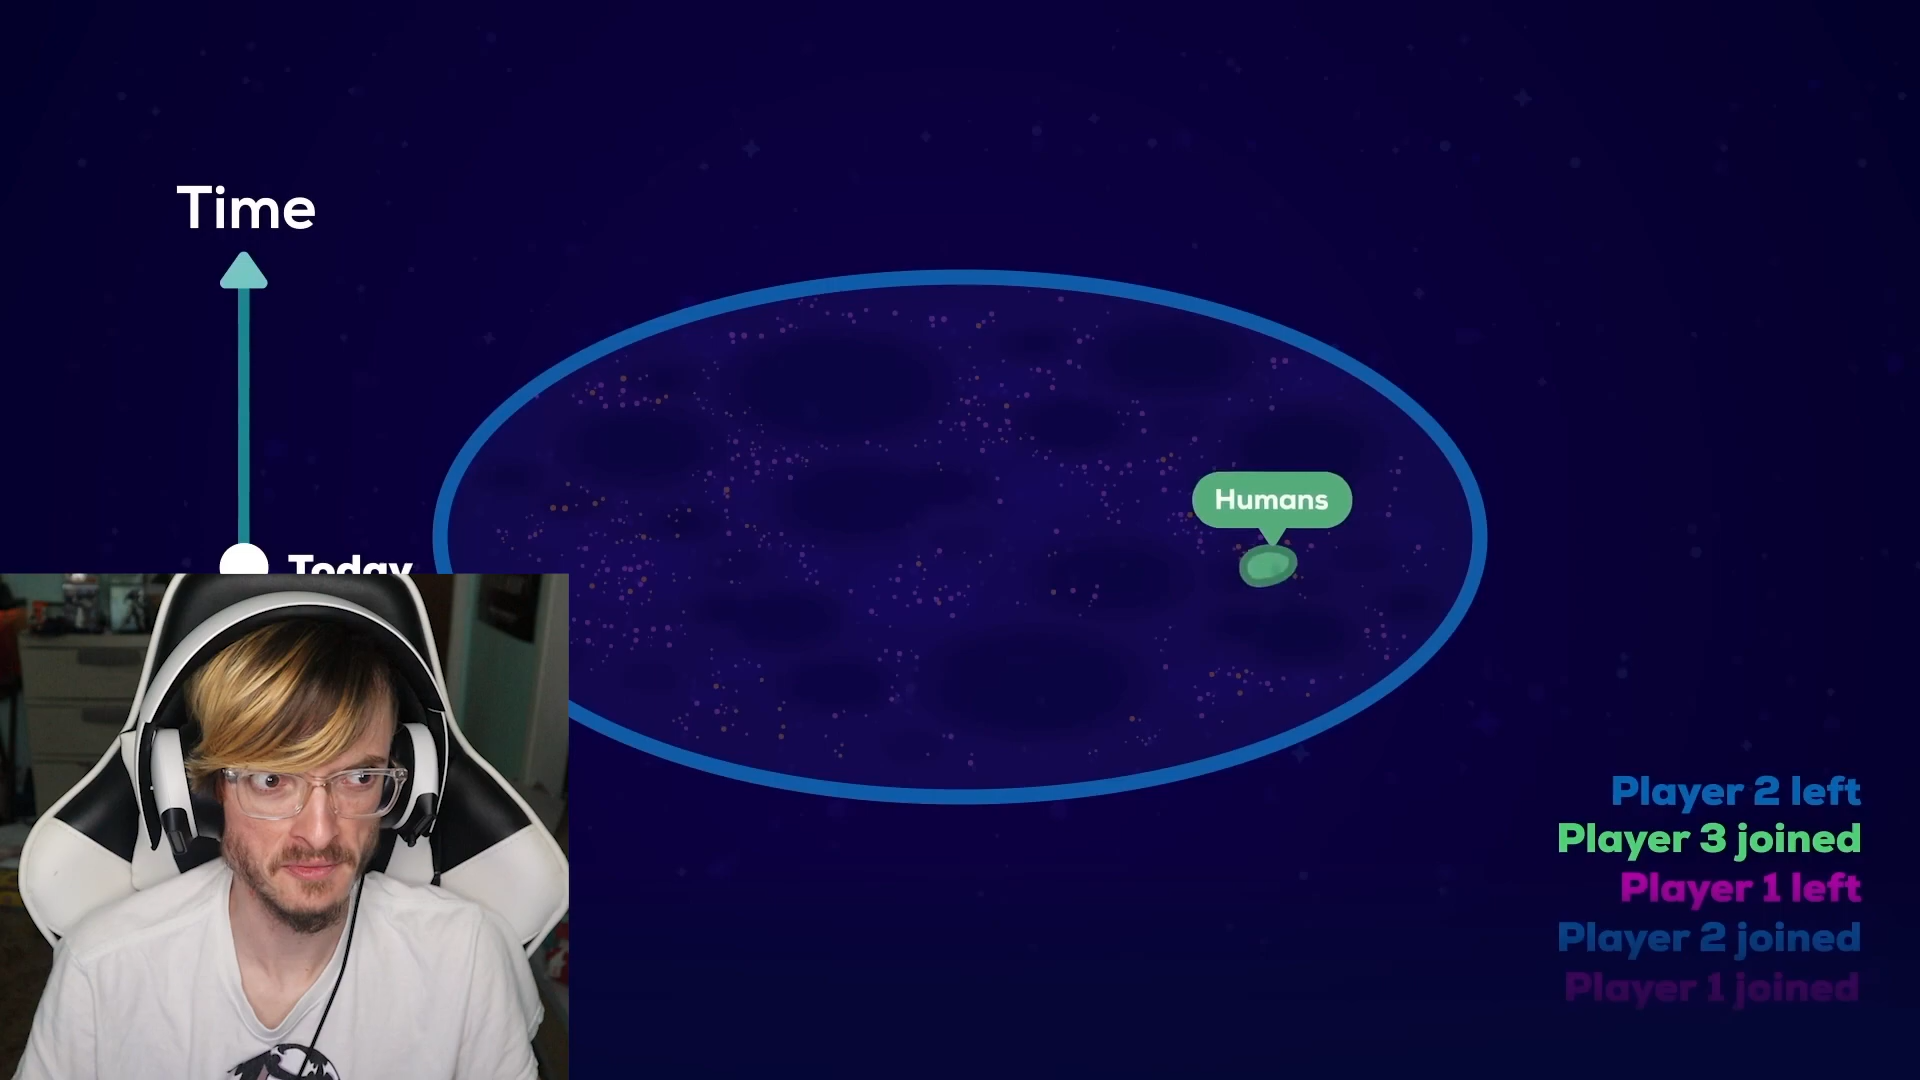 Time
Today
Humans
Player 2 left
Player 3 joined
Player 1 left
Player 2 joined
Player 1 joined